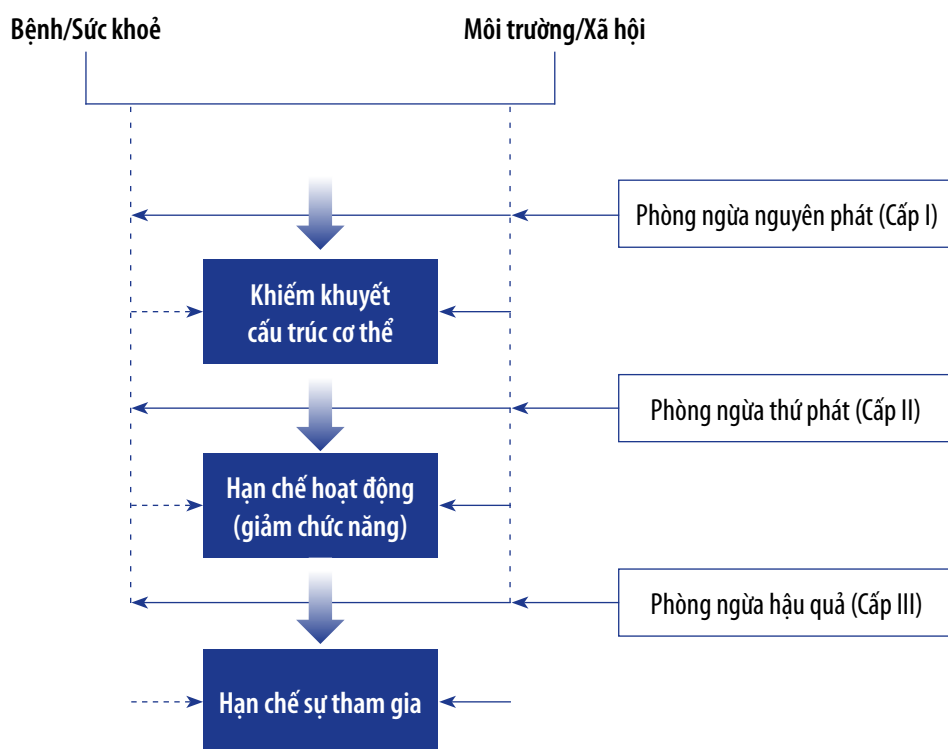 Bệnh/Sức khoẻ
Môi trường/Xã hội
Phòng ngừa nguyên phát (Cấp I)
Khiếm khuyết
cấu trúc cơ thể
Phòng ngừa thứ phát (Cấp II)
Hạn chế hoạt động
(giảm chức năng)
Phòng ngừa hậu quả (Cấp III)
Hạn chế sự tham gia